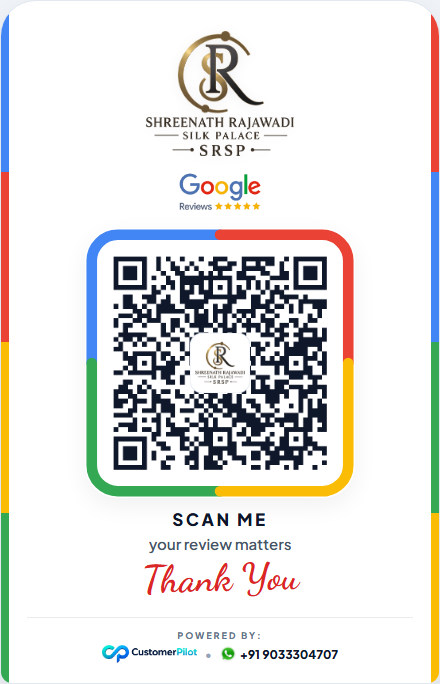 SR
SHREENATH RAJAWADI
SILK PALACE
SRSP
Google
Reviews
SR
SHREENATH RAJAWADI
SILK PALACE
SRSP
SCAN ME
your review matters
Thank You
POWERED BY:
CustomerPilot • +91 9033304707